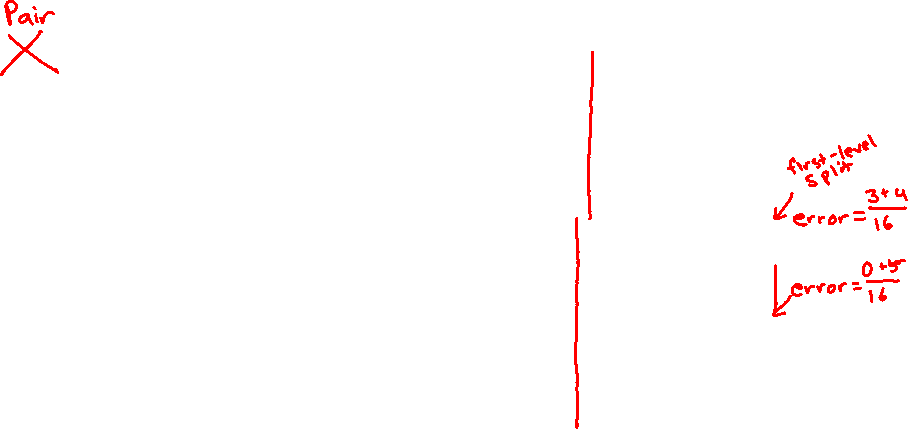 Pair
first-level
split
error = 3+4/16
error = 0+5/16